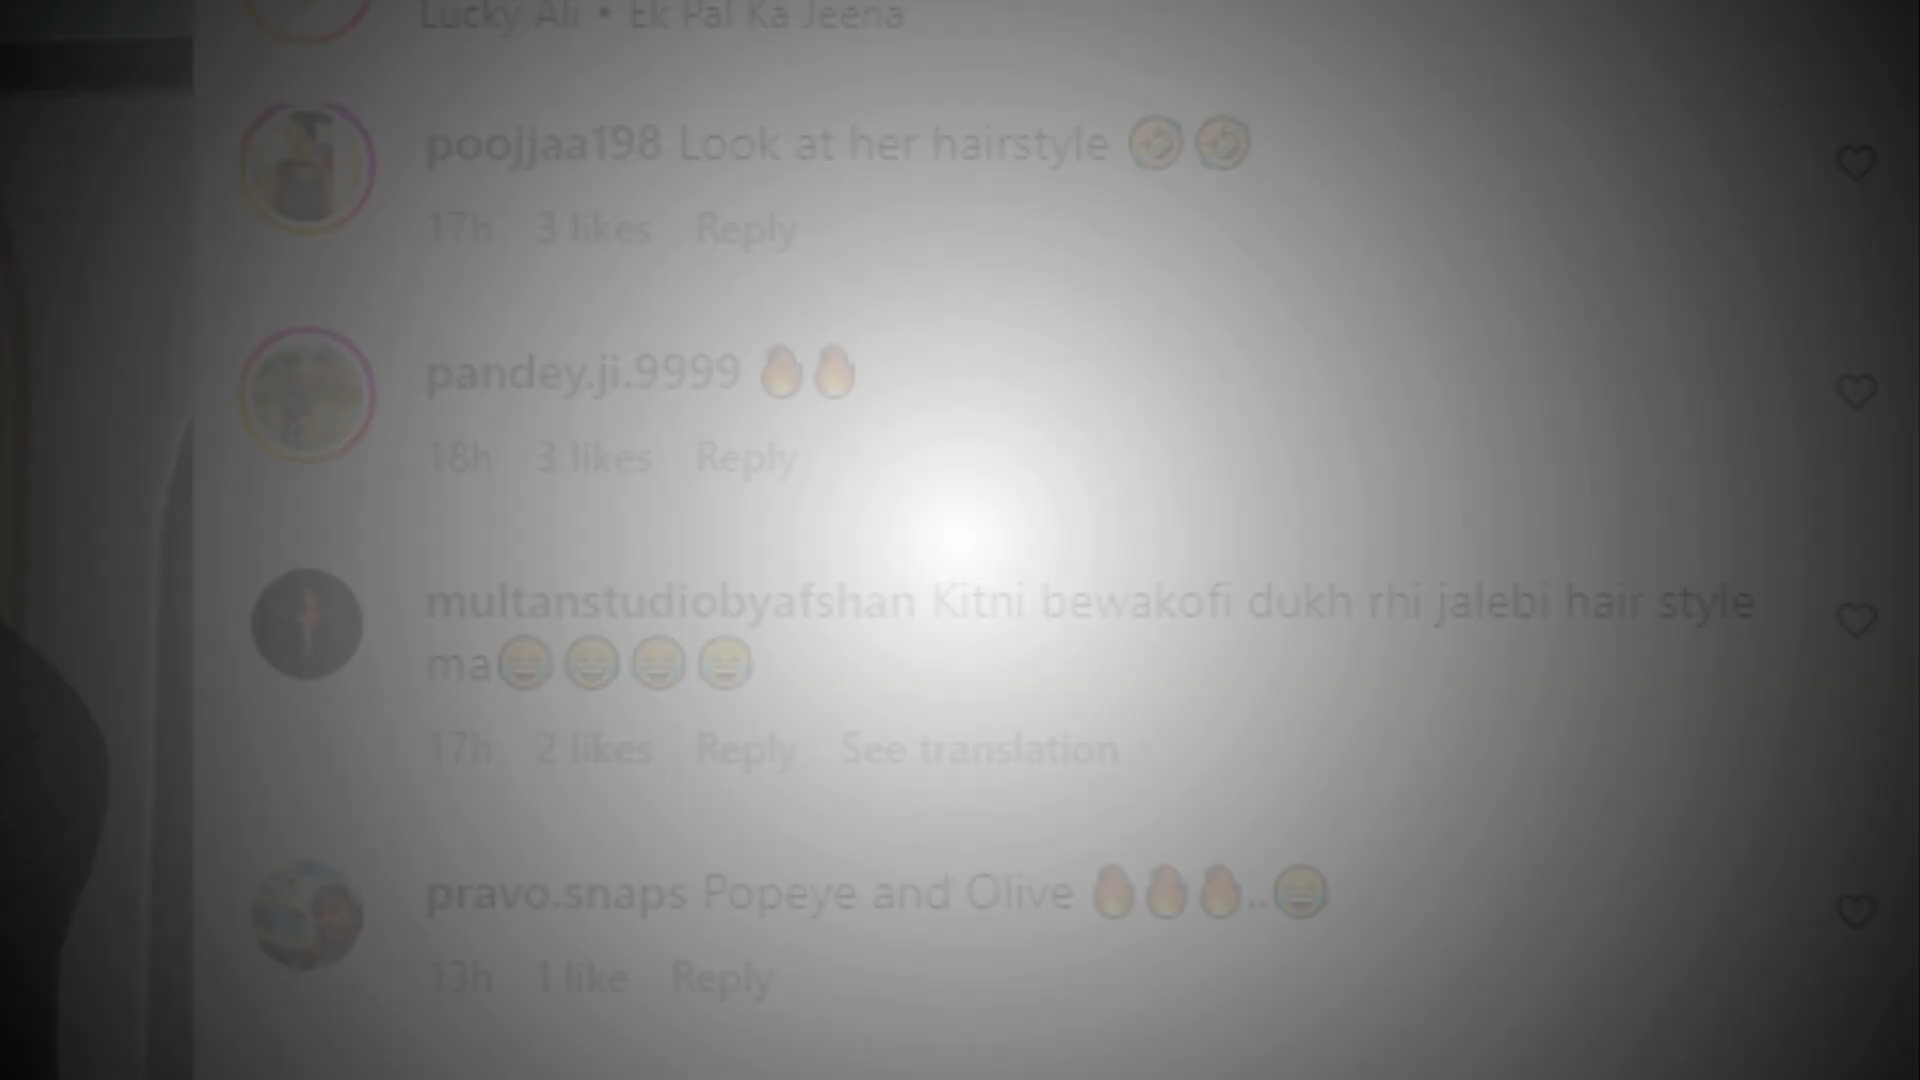 Lucky Ali • Ek Pal Ka Jeena
poojjaa198 Look at her hairstyle 🤣🤣
17h 3 likes Reply
pandey.ji.9999 🔥🔥
18h 3 likes Reply
multanstudiobyafshan Kitni bewakofi dukh rhi jalebi hair style
ma😂😂😂😂
17h 2 likes Reply See translation
pravo.snaps Popeye and Olive 🔥🔥🔥..😂
13h 1 like Reply